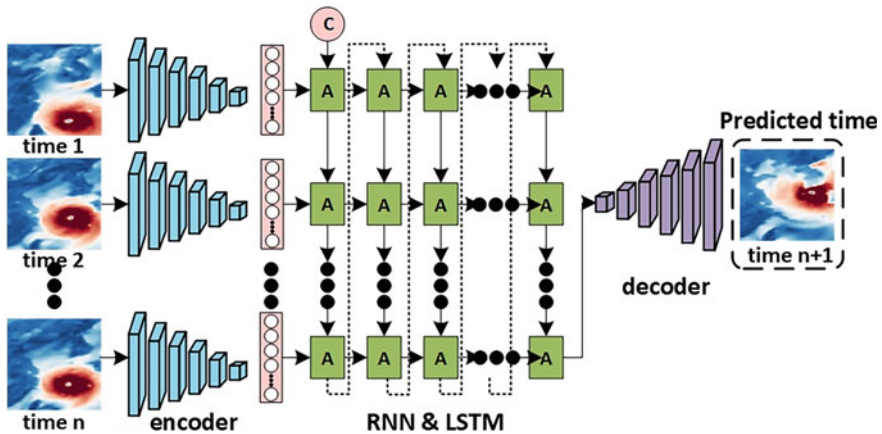 C
A A A A
time 1
Predicted time
A A A A
time 2
time n+1
decoder
A A A A
time n
encoder
RNN & LSTM